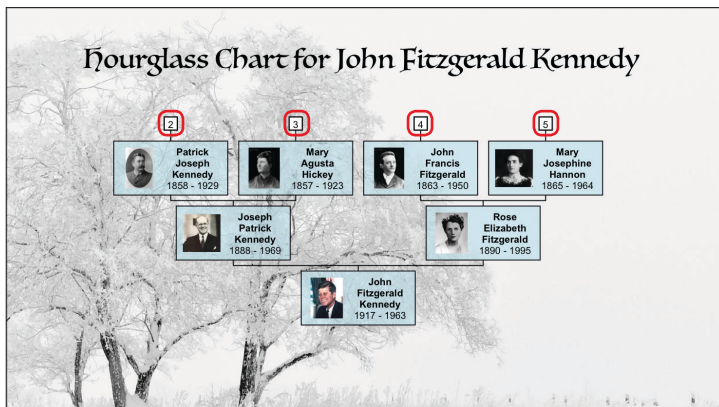 Hourglass Chart for John Fitzgerald Kennedy
2
3
4
5
Patrick
Joseph
Kennedy
1858 - 1929
Mary
Agusta
Hickey
1857 - 1923
John
Francis
Fitzgerald
1863 - 1950
Mary
Josephine
Hannon
1865 - 1964
Joseph
Patrick
Kennedy
1888 - 1969
Rose
Elizabeth
Fitzgerald
1890 - 1995
John
Fitzgerald
Kennedy
1917 - 1963